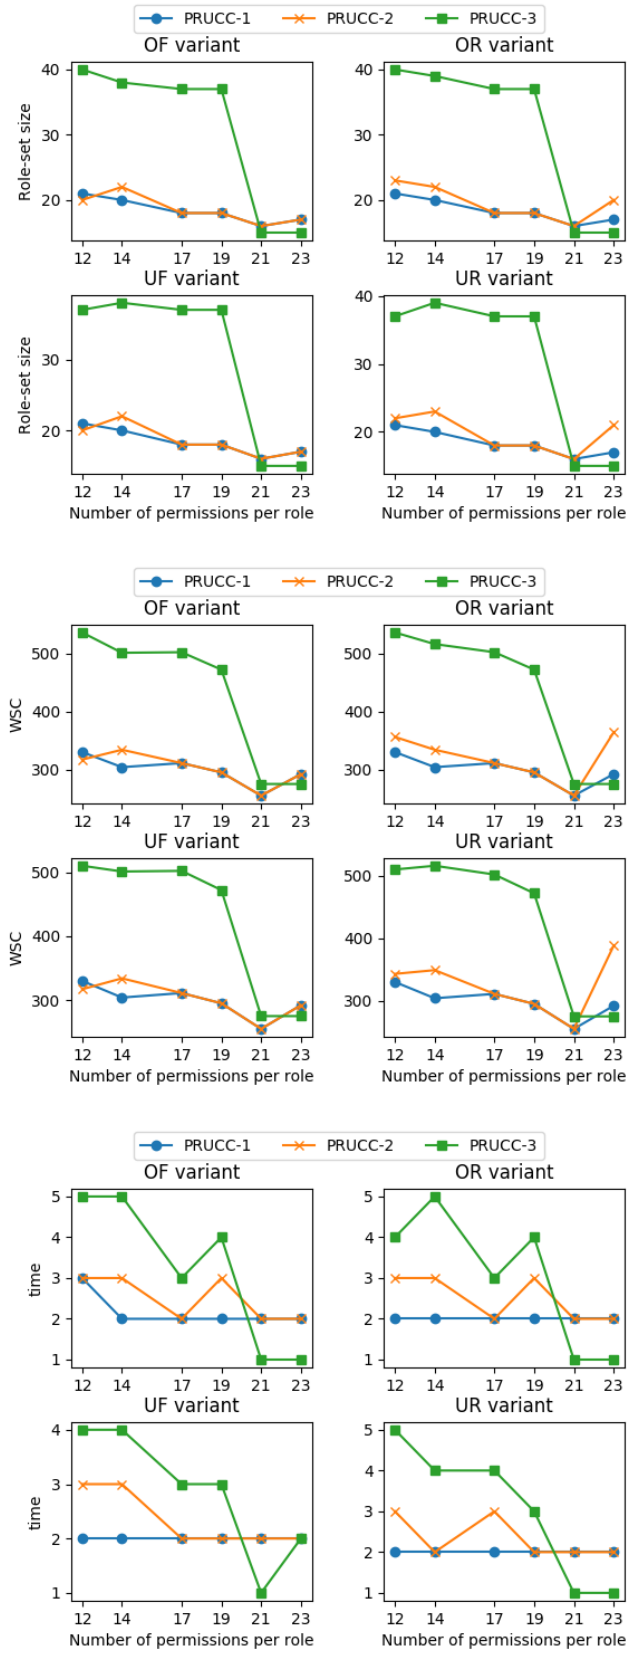 PRUCC-1 PRUCC-2 PRUCC-3
OF variant OR variant
Role-set size
40
30
20
12 14 17 19 21 23
40
30
20
12 14 17 19 21 23
UF variant UR variant
Role-set size
30
20
12 14 17 19 21 23
Number of permissions per role
40
30
20
12 14 17 19 21 23
Number of permissions per role
PRUCC-1 PRUCC-2 PRUCC-3
OF variant OR variant
WSC
500
400
300
12 14 17 19 21 23
500
400
300
12 14 17 19 21 23
UF variant UR variant
WSC
500
400
300
12 14 17 19 21 23
Number of permissions per role
500
400
300
12 14 17 19 21 23
Number of permissions per role
PRUCC-1 PRUCC-2 PRUCC-3
OF variant OR variant
time
5
4
3
2
1
12 14 17 19 21 23
5
4
3
2
1
12 14 17 19 21 23
UF variant UR variant
time
4
3
2
1
12 14 17 19 21 23
Number of permissions per role
5
4
3
2
1
12 14 17 19 21 23
Number of permissions per role